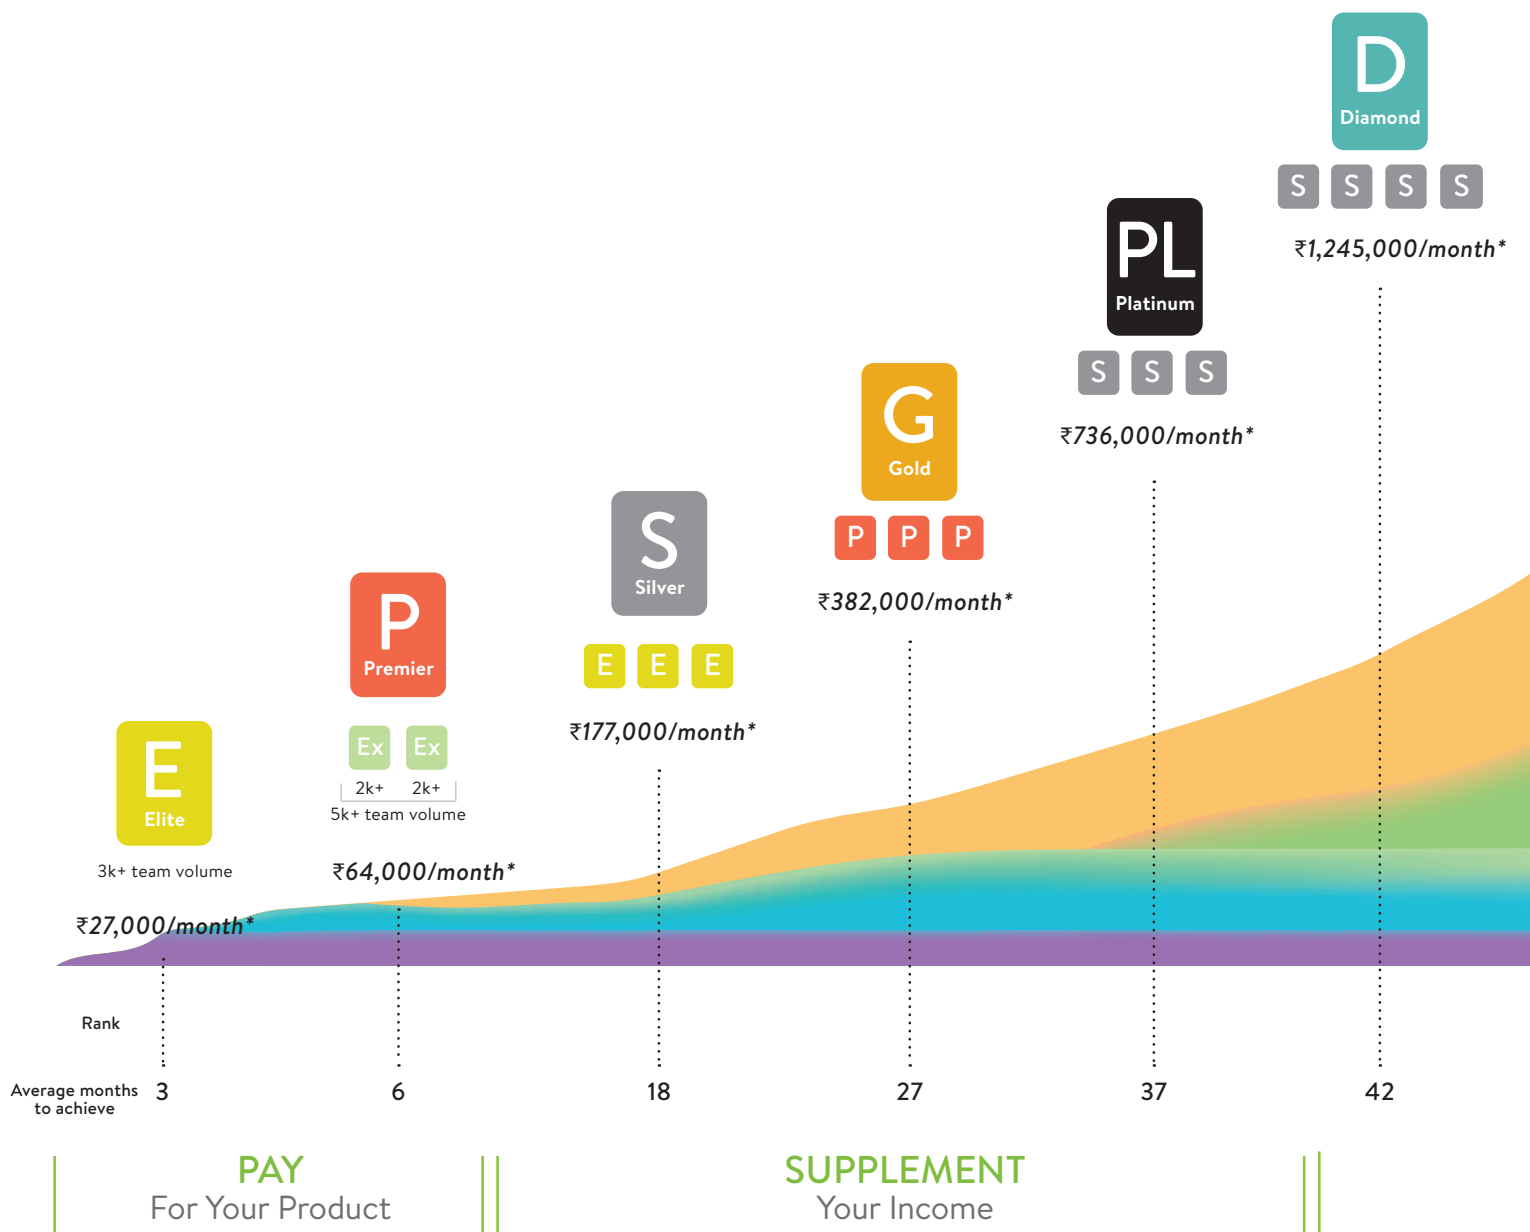 D
Diamond
S S S S
₹1,245,000/month*
PL
Platinum
S S S
₹736,000/month*
G
Gold
P P P
₹382,000/month*
S
Silver
E E E
₹177,000/month*
P
Premier
Ex Ex
2k+ 2k+
5k+ team volume
₹64,000/month*
E
Elite
3k+ team volume
₹27,000/month*
Rank
Average months
to achieve
3 6 18 27 37 42
PAY
For Your Product
SUPPLEMENT
Your Income